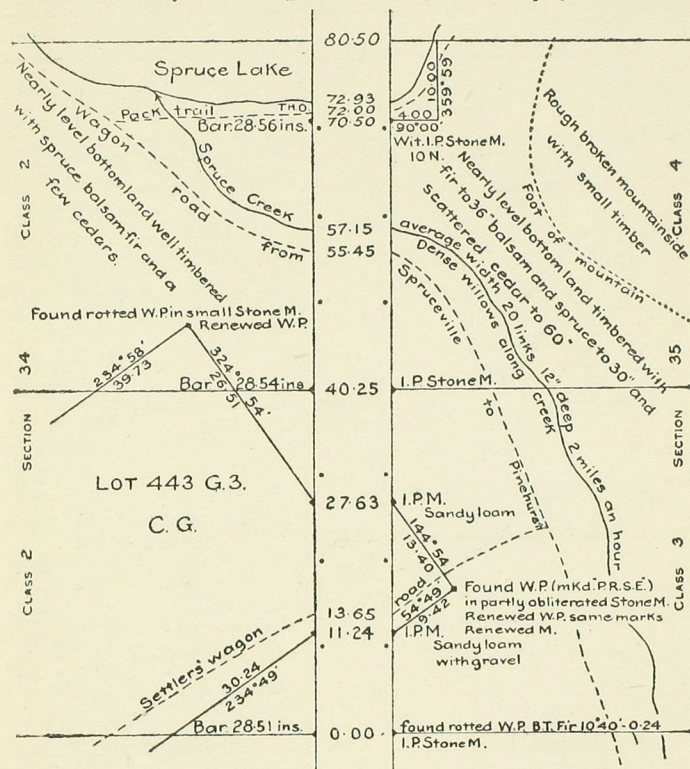 80·50
Spruce Lake
72·93
72·00
70·50
T.H.O.
Pack trail
Bar. 28·56 ins.
Wagon road from
Spruce Creek
Nearly level bottomland well timbered
with spruce balsam fir and a
few cedars.
CLASS 2
10·00
359°59'
4·00
90°00'
Wit. I.P. Stone M.
10 N.
Rough broken mountainside
with small timber
Foot of mountain
CLASS 4
Nearly level bottom land timbered with
fir to 36" balsam and spruce to 30" and
scattered cedar to 60"
57·15
55·45
average width 20 links 12" deep 2 miles an hour
Dense willows along creek
Spruceville to Pinehurst
Found rotted W.P. in small Stone M.
Renewed W.P.
234°58'
39·73
324°54'
26·51
Bar. 28·54 ins
40·25
I.P. Stone M.
SECTION 34
SECTION 35
LOT 443 G.3.
C. G.
27·63
I.P.M.
Sandy loam
144°54'
13·40
road
54°49'
9·42
Found W.P. (mKd. P.R.S.E.)
in partly obliterated Stone M.
Renewed W.P. same marks
Renewed M.
CLASS 2
CLASS 3
13·65
11·24
I.P.M.
Sandy loam
with gravel
Settlers' wagon
30·24
234°49'
Bar. 28·51 ins.
0·00
found rotted W.P. B.T. Fir 10°40'-0·24
I.P. Stone M.